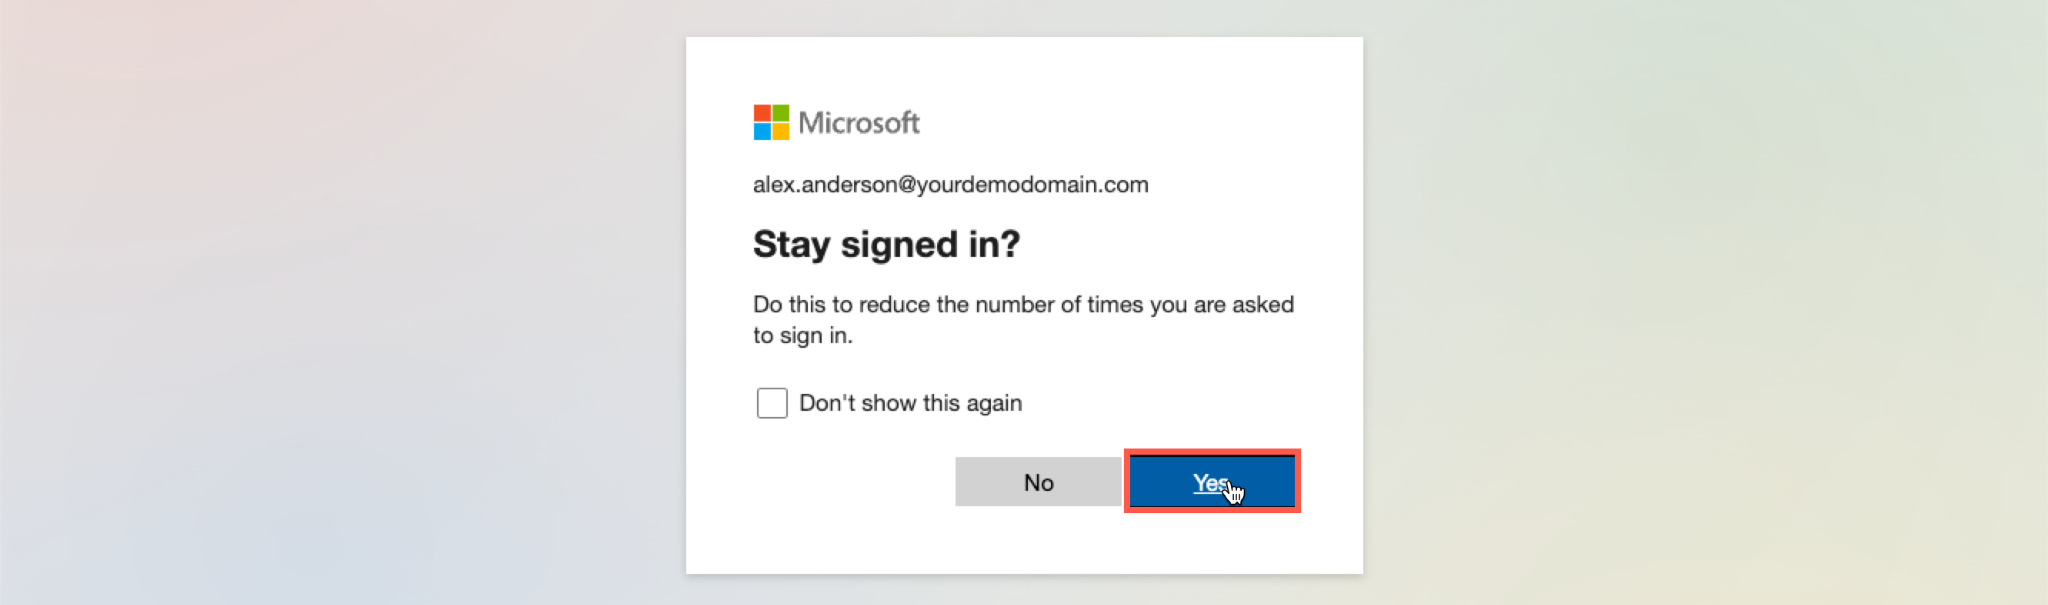 Microsoft
alex.anderson@yourdemodomain.com
Stay signed in?
Do this to reduce the number of times you are asked
to sign in.
Don't show this again
No
Yes